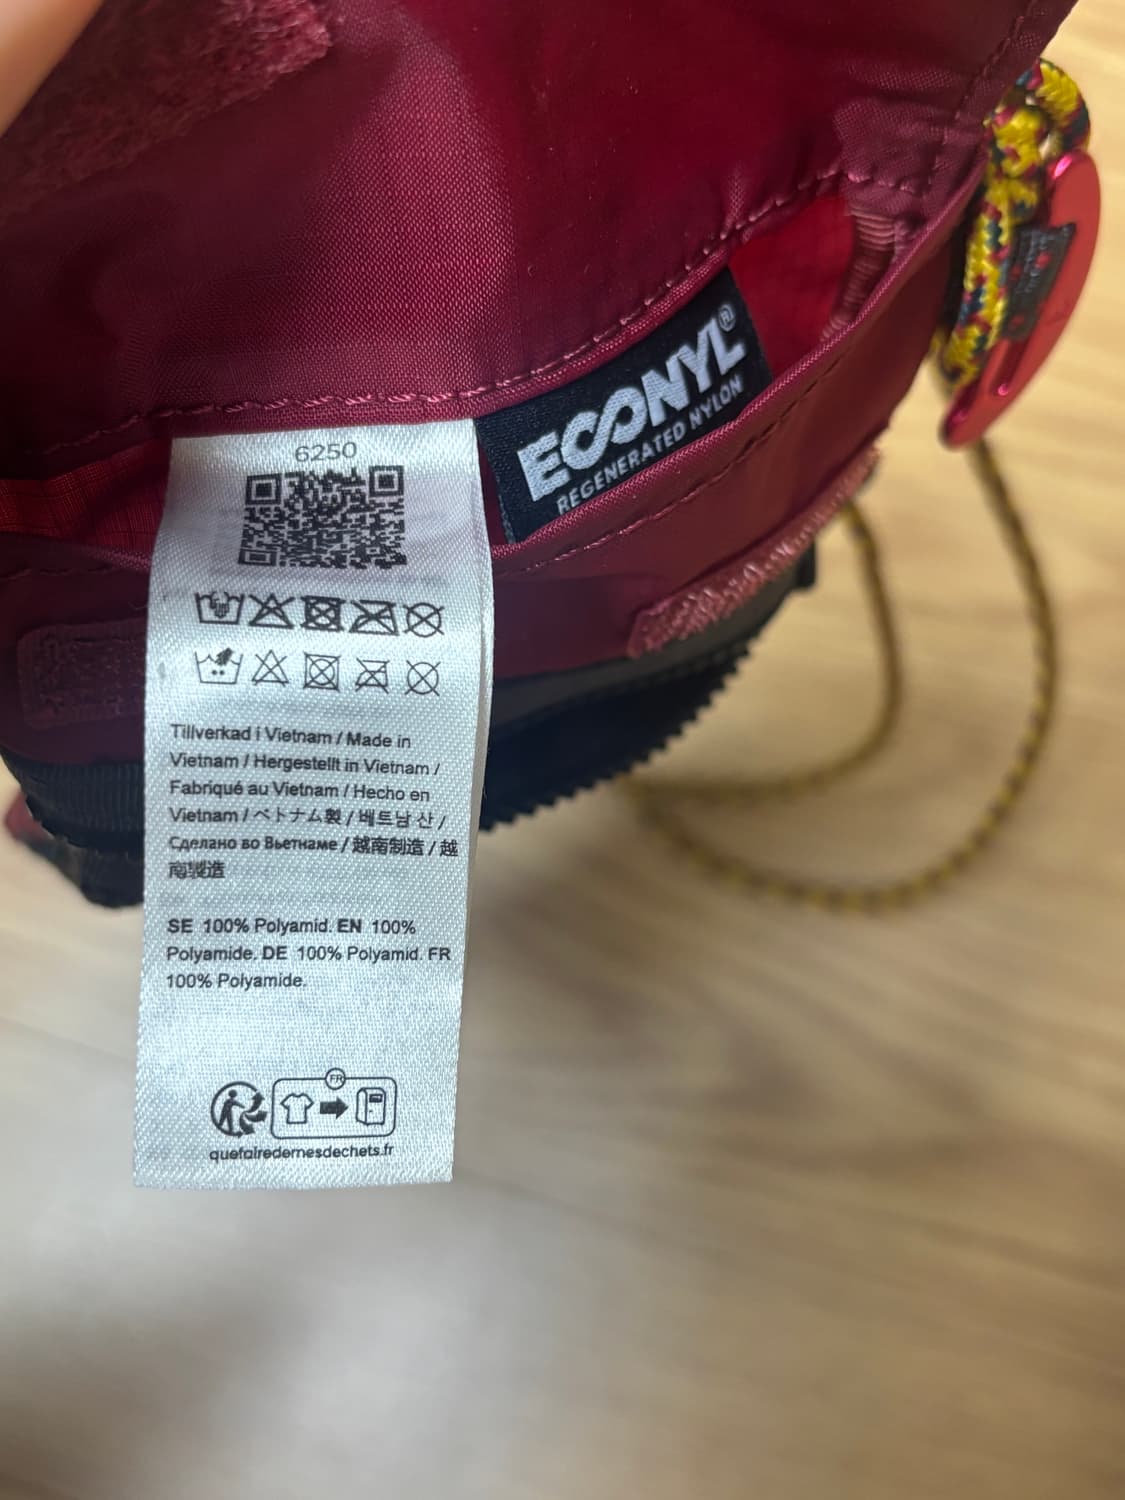 ECONYL®
REGENERATED NYLON
6250
Tillverkad i Vietnam / Made in
Vietnam / Hergestellt in Vietnam /
Fabriqué au Vietnam / Hecho en
Vietnam / ベトナム製 / 베트남 산 /
Сделано во Вьетнаме / 越南制造 / 越
南製造
SE 100% Polyamid. EN 100%
Polyamide. DE 100% Polyamid. FR
100% Polyamide.
FR
quefairedemesdechets.fr